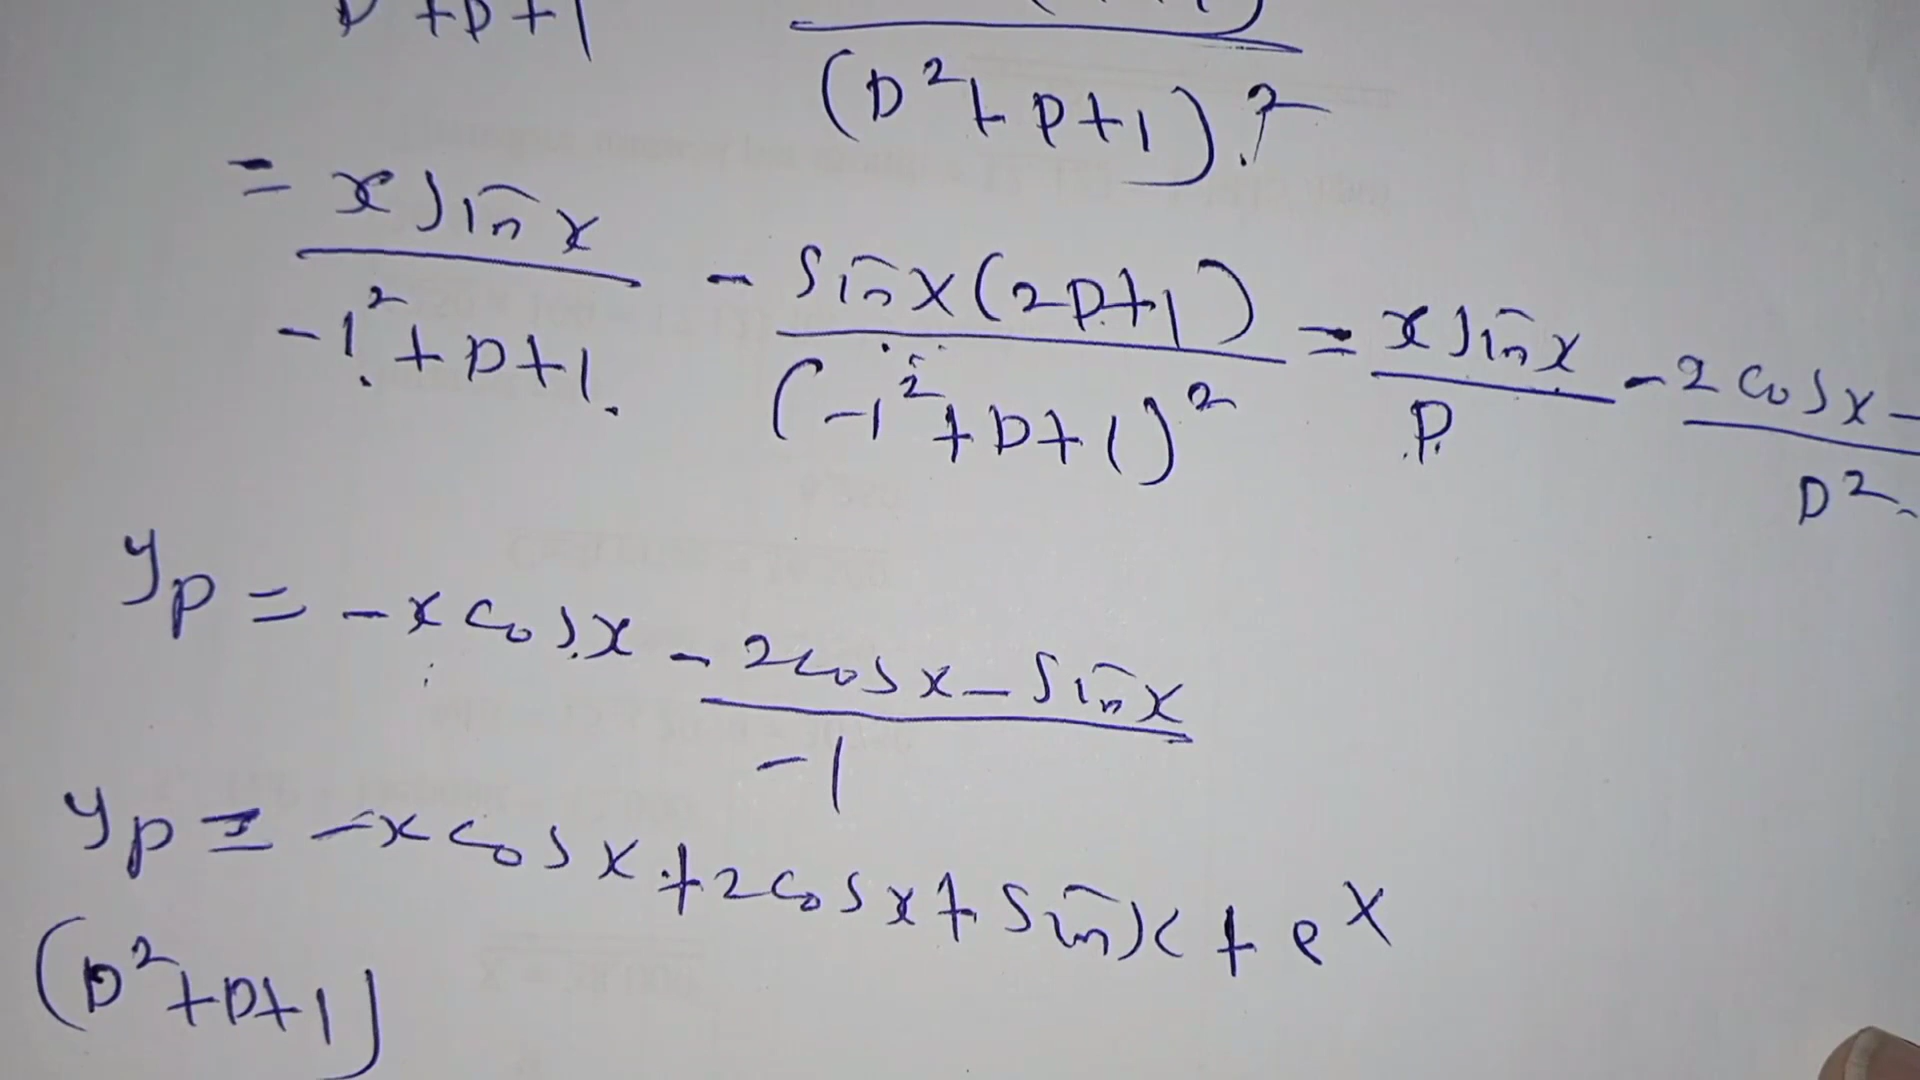 D²+D+1
(D²+D+1)²
= x sin x / -1²+D+1 - sin x (2D+1) / (-1²+D+1)² = x sin x / D - 2 cos x - / D²
yp = -x cos x - 2 cos x - sin x / -1
yp = -x cos x + 2 cos x + sin x + e^x
(D²+D+1)